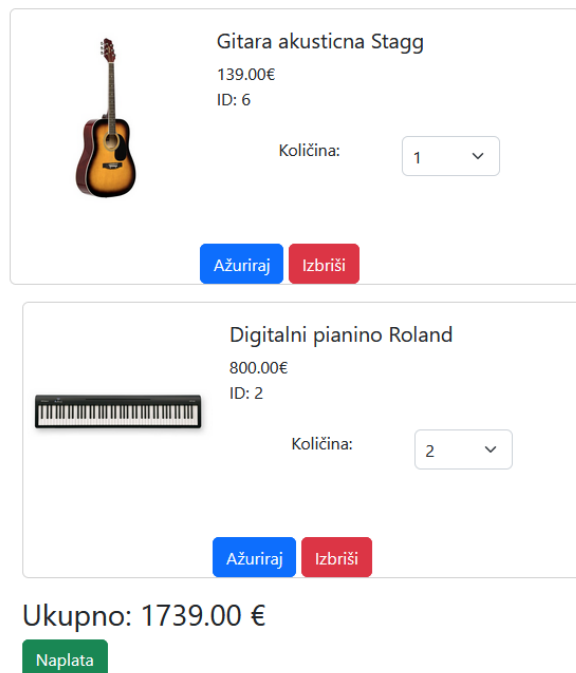 Gitara akusticna Stagg
139.00€
ID: 6
Količina:
1
Ažuriraj Izbriši
Digitalni pianino Roland
800.00€
ID: 2
Količina:
2
Ažuriraj Izbriši
Ukupno: 1739.00 €
Naplata